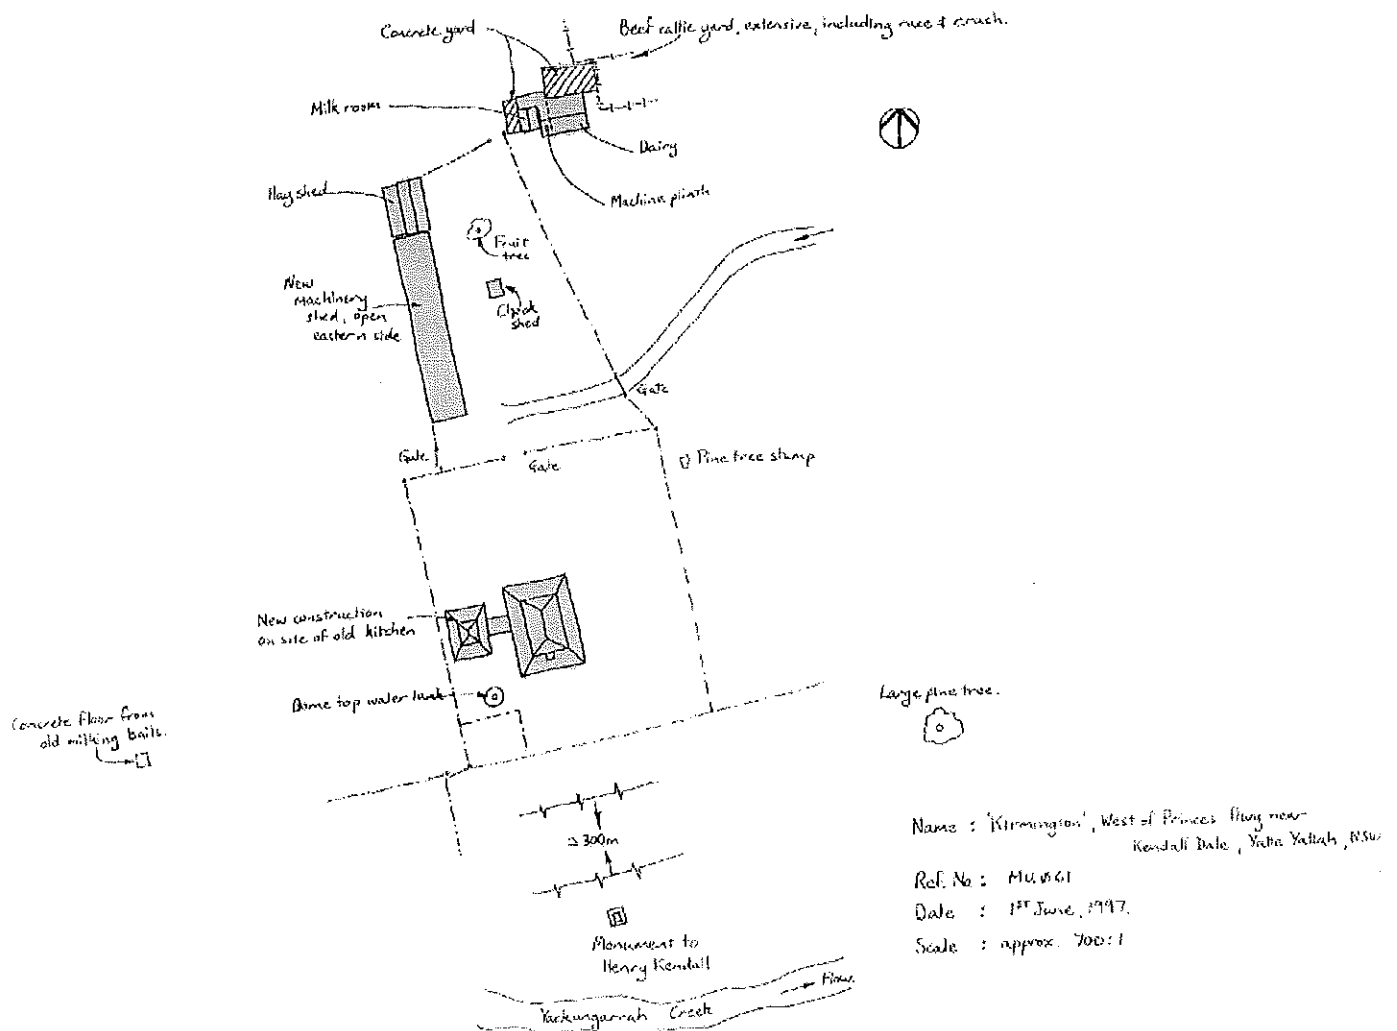 Concrete yard
Beef cattle yard, extensive, including race & crush.
Milk room
Dairy
Machine plinth
Hay shed
Fruit
tree
New
Machinery
shed, open
eastern side
Chook
shed
Gate
Gate
Gate
Pine tree stump
New construction
on site of old kitchen
Dome top water tank
Concrete floor from
old milking bails.
Large pine tree.
≃ 300m
Monument to
Henry Kendall
Flow.
Yackungarrah Creek
Name : 'Kirmington', West of Princes Hwy near
Kendall Dale, Yatte Yattah, NSW
Ref. No :
Date : 1ST June, 1997.
Scale : approx. 700:1